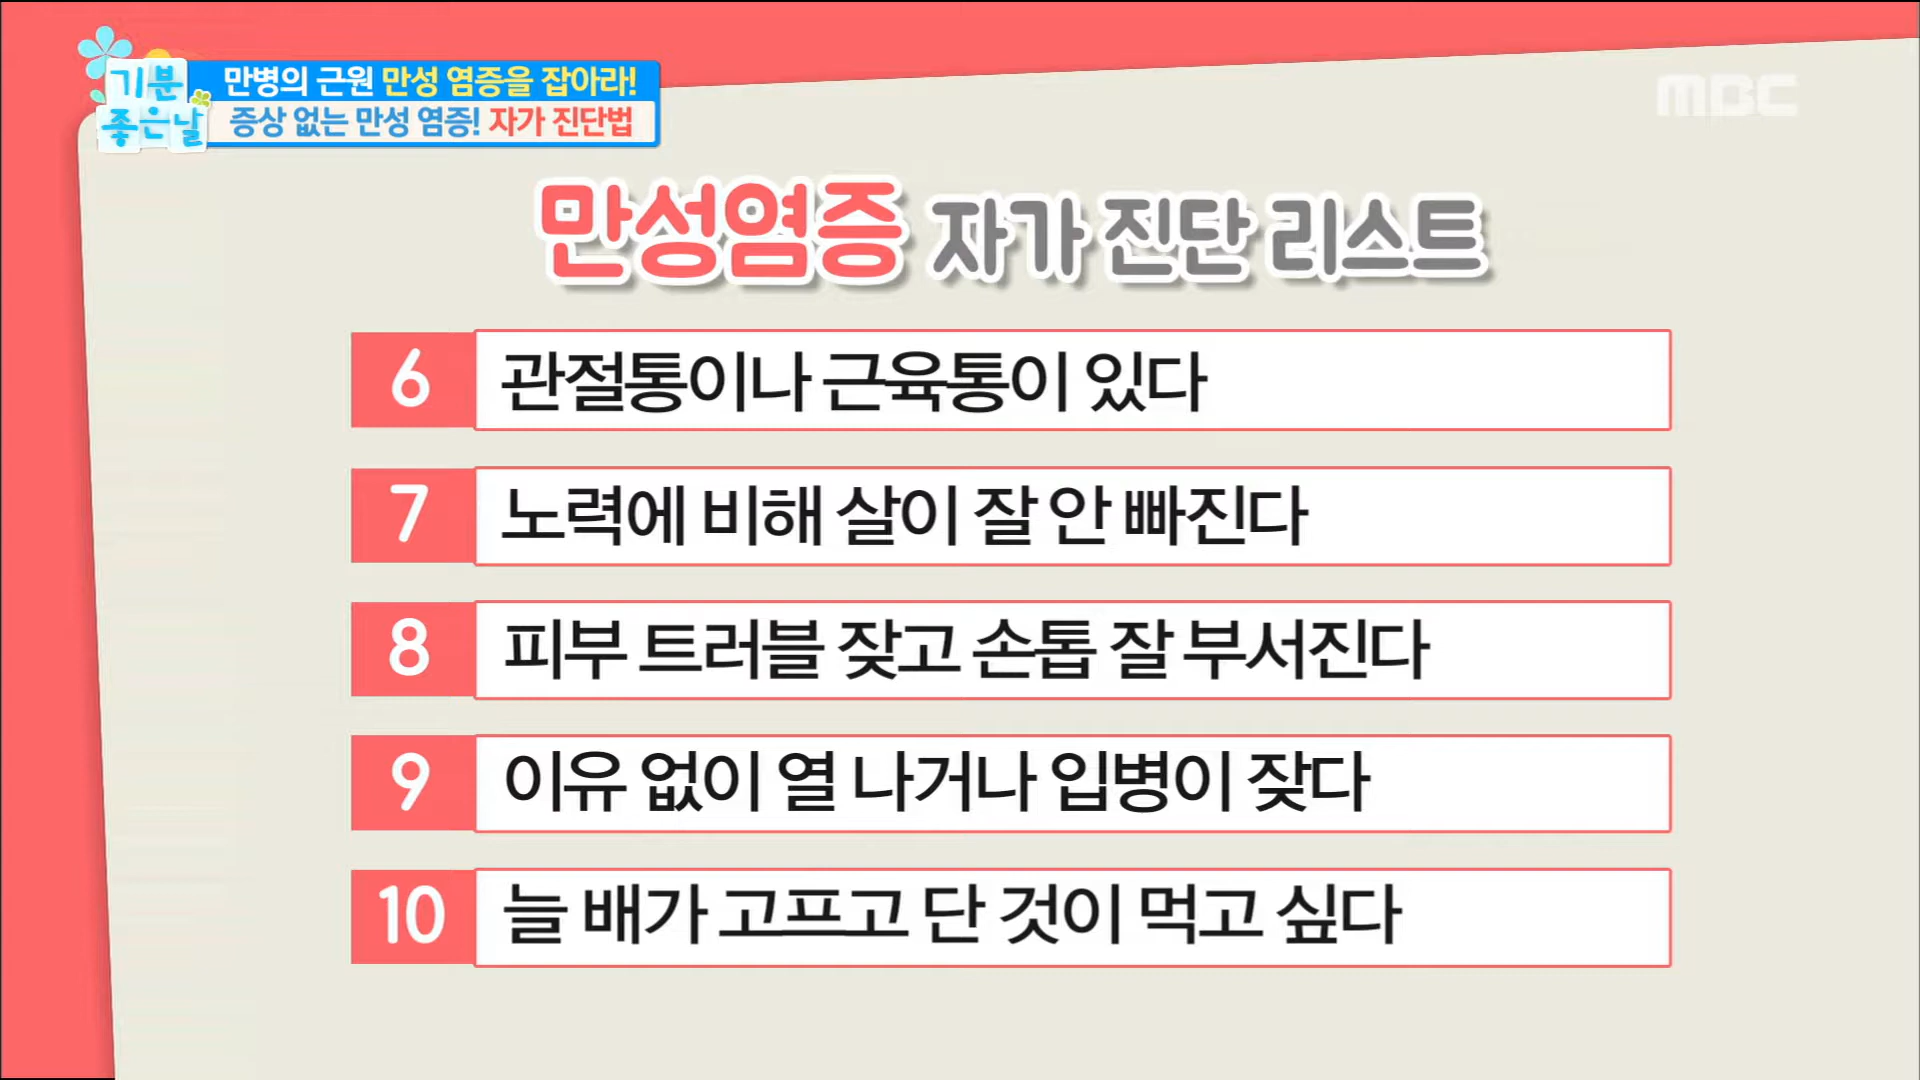 기분
좋은날
만병의 근원 만성 염증을 잡아라!
증상 없는 만성 염증! 자가 진단법
MBC
만성염증 자가 진단 리스트
6 관절통이나 근육통이 있다
7 노력에 비해 살이 잘 안 빠진다
8 피부 트러블 잦고 손톱 잘 부서진다
9 이유 없이 열 나거나 입병이 잦다
10 늘 배가 고프고 단 것이 먹고 싶다